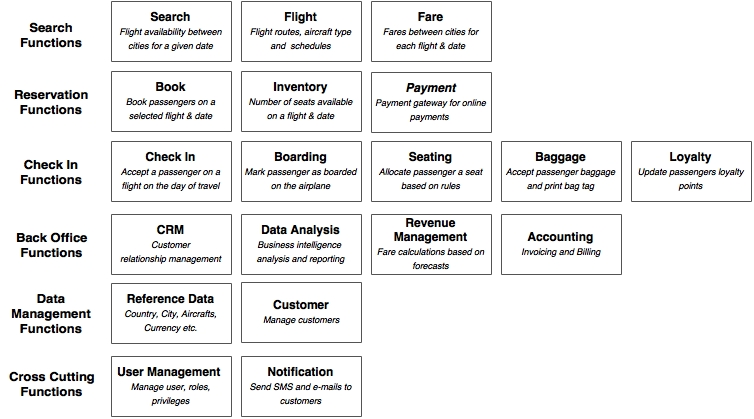 Search
Functions
Search
Flight availability between
cities for a given date
Flight
Flight routes, aircraft type
and schedules
Fare
Fares between cities for
each flight & date
Reservation
Functions
Book
Book passengers on a
selected flight & date
Inventory
Number of seats available
on a flight & date
Payment
Payment gateway for online
payments
Check In
Functions
Check In
Accept a passenger on a
flight on the day of travel
Boarding
Mark passenger as boarded
on the airplane
Seating
Allocate passenger a seat
based on rules
Baggage
Accept passenger baggage
and print bag tag
Loyalty
Update passengers loyalty
points
Back Office
Functions
CRM
Customer
relationship management
Data Analysis
Business intelligence
analysis and reporting
Revenue
Management
Fare calculations based on
forecasts
Accounting
Invoicing and Billing
Data
Management
Functions
Reference Data
Country, City, Aircrafts,
Currency etc.
Customer
Manage customers
Cross Cutting
Functions
User Management
Manage user, roles,
privileges
Notification
Send SMS and e-mails to
customers